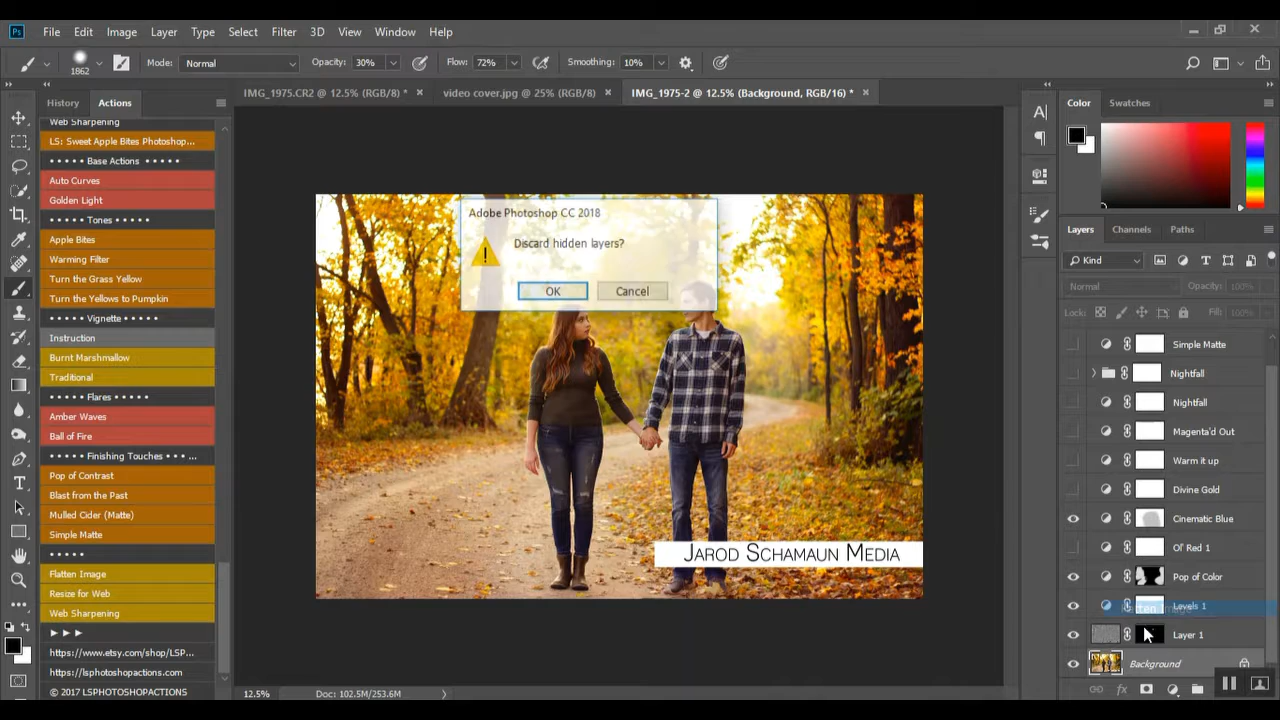 Ps File Edit Image Layer Type Select Filter 3D View Window Help
1862 Mode: Normal Opacity: 30% Flow: 72% Smoothing: 10%
IMG_1975.CR2 @ 12.5% (RGB/8) * × video cover.jpg @ 25% (RGB/8) × IMG_1975-2 @ 12.5% (Background, RGB/16) * ×
History Actions
Web Sharpening
LS: Sweet Apple Bites Photoshop...
• • • • • Base Actions • • • • •
Auto Curves
Golden Light
• • • • • Tones • • • •
Apple Bites
Warming Filter
Turn the Grass Yellow
Turn the Yellows to Pumpkin
• • • • • Vignette • • • • •
Instruction
Burnt Marshmallow
Traditional
• • • • • Flares • • • • •
Amber Waves
Ball of Fire
• • • • • Finishing Touches • • • ...
Pop of Contrast
Blast from the Past
Mulled Cider (Matte)
Simple Matte
• • • • •
Flatten Image
Resize for Web
Web Sharpening
► ► ►
https://www.etsy.com/shop/LSP...
https://lsphotoshopactions.com
© 2017 LSPHOTOSHOPACTIONS
Adobe Photoshop CC 2018
Discard hidden layers?
OK Cancel
JAROD SCHAMAUN MEDIA
12.5% Doc: 102.5M/253.6M
Color Swatches
Layers Channels Paths
Kind
Normal Opacity: 100%
Lock: Fill: 100%
Simple Matte
Nightfall
Nightfall
Magenta'd Out
Warm it up
Divine Gold
Cinematic Blue
Ol' Red 1
Pop of Color
Levels 1
Layer 1
Background